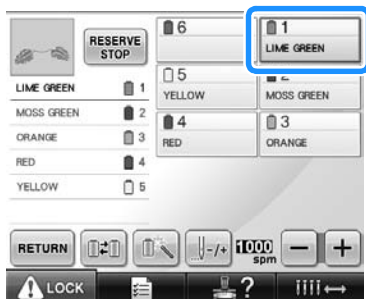 RESERVE
STOP
6
1
LIME GREEN
LIME GREEN 1
5
YELLOW
2
MOSS GREEN
MOSS GREEN 2
ORANGE 3
4
RED
3
ORANGE
RED 4
YELLOW 5
RETURN
-/+
1000
spm
- +
LOCK
?